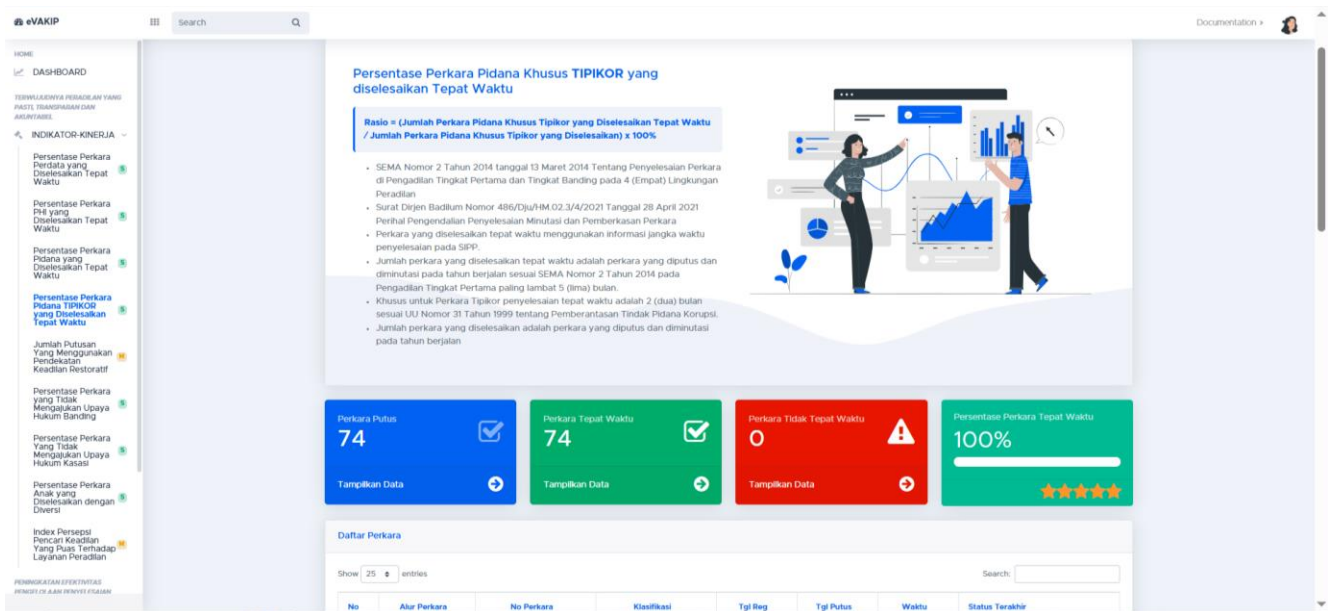 eVAKIP
Search
Documentation
HOME
DASHBOARD
TERWUJUDNYA PERADILAN YANG
PASTI, TRANSPARAN DAN
AKUNTABEL
INDIKATOR-KINERJA
Persentase Perkara
Perdata yang
Diselesaikan Tepat
Waktu
S
Persentase Perkara
PHI yang
Diselesaikan Tepat
Waktu
S
Persentase Perkara
Pidana yang
Diselesaikan Tepat
Waktu
S
Persentase Perkara
Pidana TIPIKOR
yang Diselesaikan
Tepat Waktu
S
Jumlah Putusan
Yang Menggunakan
Pendekatan
Keadilan Restoratif
M
Persentase Perkara
yang Tidak
Mengajukan Upaya
Hukum Banding
S
Persentase Perkara
Yang Tidak
Mengajukan Upaya
Hukum Kasasi
S
Persentase Perkara
Anak yang
Diselesaikan dengan
Diversi
S
Index Persepsi
Pencari Keadilan
Yang Puas Terhadap
Layanan Peradilan
M
PENINGKATAN EFEKTIVITAS
PENGELOLAAN PENYELESAIAN
Persentase Perkara Pidana Khusus TIPIKOR yang
diselesaikan Tepat Waktu
Rasio = (Jumlah Perkara Pidana Khusus Tipikor yang Diselesaikan Tepat Waktu
/ Jumlah Perkara Pidana Khusus Tipikor yang Diselesaikan) x 100%
• SEMA Nomor 2 Tahun 2014 tanggal 13 Maret 2014 Tentang Penyelesaian Perkara
di Pengadilan Tingkat Pertama dan Tingkat Banding pada 4 (Empat) Lingkungan
Peradilan
• Surat Dirjen Badilum Nomor 486/Dju/HM.02.3/4/2021 Tanggal 28 April 2021
Perihal Pengendalian Penyelesaian Minutasi dan Pemberkasan Perkara
• Perkara yang diselesaikan tepat waktu menggunakan informasi jangka waktu
penyelesaian pada SIPP.
• Jumlah perkara yang diselesaikan tepat waktu adalah perkara yang diputus dan
diminutasi pada tahun berjalan sesuai SEMA Nomor 2 Tahun 2014 pada
Pengadilan Tingkat Pertama paling lambat 5 (lima) bulan.
• Khusus untuk Perkara Tipikor penyelesaian tepat waktu adalah 2 (dua) bulan
sesuai UU Nomor 31 Tahun 1999 tentang Pemberantasan Tindak Pidana Korupsi.
• Jumlah perkara yang diselesaikan adalah perkara yang diputus dan diminutasi
pada tahun berjalan
Perkara Putus
74
Tampilkan Data
Perkara Tepat Waktu
74
Tampilkan Data
Perkara Tidak Tepat Waktu
0
Tampilkan Data
Persentase Perkara Tepat Waktu
100%
Daftar Perkara
Show 25 entries
Search:
No Alur Perkara No Perkara Klasifikasi Tgl Reg Tgl Putus Waktu Status Terakhir